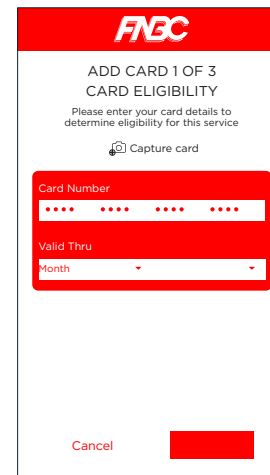 FNBC
ADD CARD 1 OF 3
CARD ELIGIBILITY
Please enter your card details to
determine eligibility for this service
Capture card
Card Number
•••• •••• •••• ••••
Valid Thru
Month
Cancel